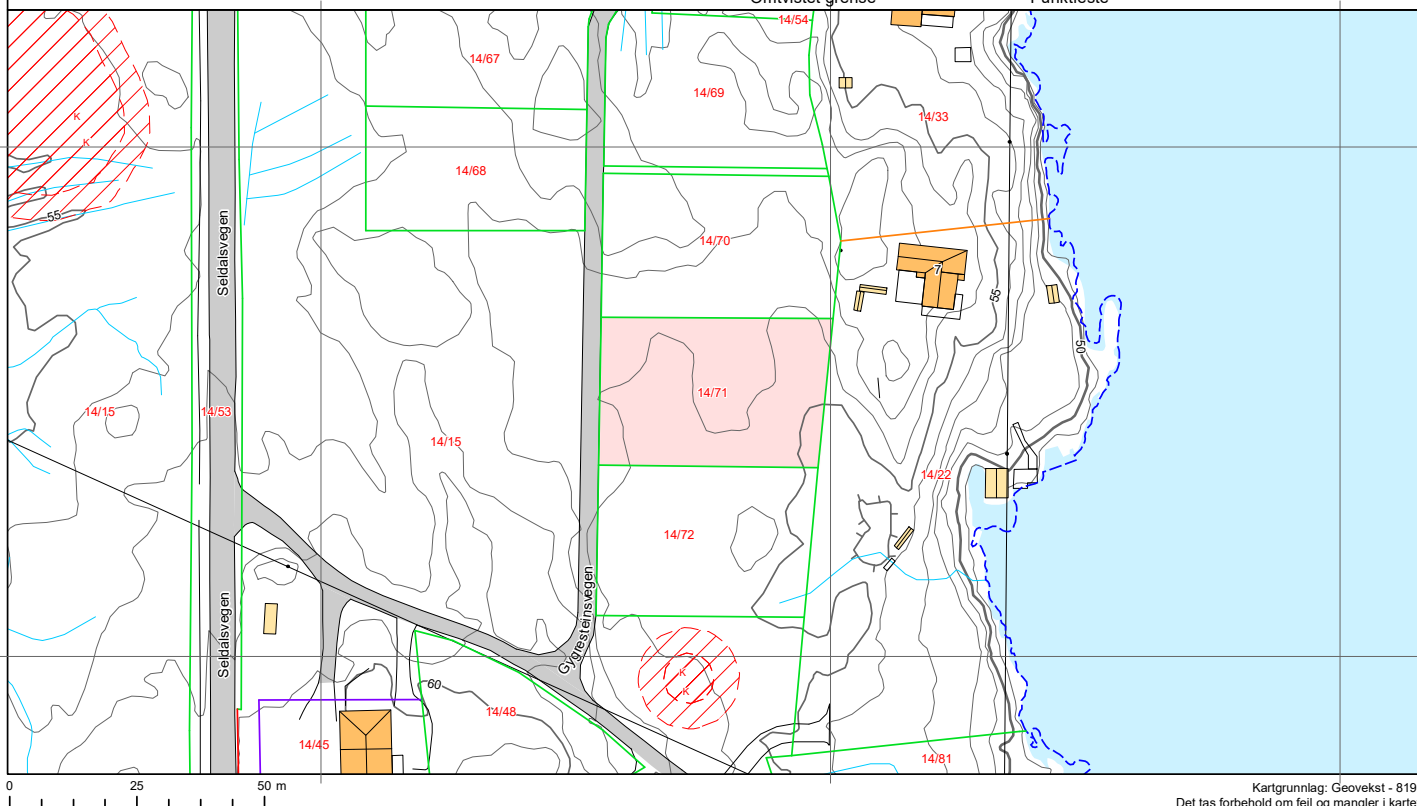 Omtvistet grense
Punktfeste
14/54
14/67
14/69
14/33
K
K
14/68
55
Seldalsvegen
14/70
7
55
50
14/71
14/15
14/53
14/15
14/22
14/72
Seldalsvegen
Gygresteinsvegen
K
K
60
14/48
14/45
14/81
0 25 50 m
Kartgrunnlag: Geovekst - 819
Det tas forbehold om feil og mangler i karte